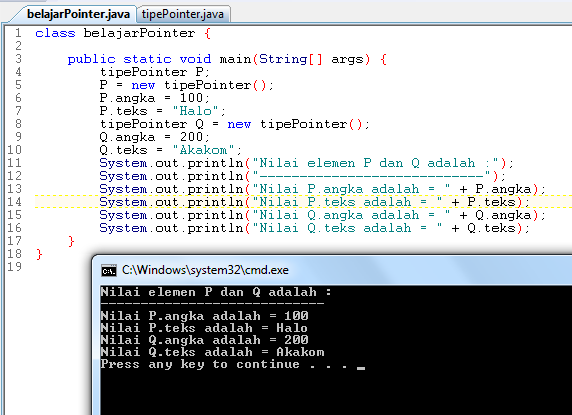 belajarPointer.java tipePointer.java
1 class belajarPointer {
2
3 public static void main(String[] args) {
4 tipePointer P;
5 P = new tipePointer();
6 P.angka = 100;
7 P.teks = "Halo";
8 tipePointer Q = new tipePointer();
9 Q.angka = 200;
10 Q.teks = "Akakom";
11 System.out.println("Nilai elemen P dan Q adalah :");
12 System.out.println("----------------------------");
13 System.out.println("Nilai P.angka adalah = " + P.angka);
14 System.out.println("Nilai P.teks adalah = " + P.teks);
15 System.out.println("Nilai Q.angka adalah = " + Q.angka);
16 System.out.println("Nilai Q.teks adalah = " + Q.teks);
17 }
18 }
19
C:\Windows\system32\cmd.exe
Nilai elemen P dan Q adalah :
----------------------------
Nilai P.angka adalah = 100
Nilai P.teks adalah = Halo
Nilai Q.angka adalah = 200
Nilai Q.teks adalah = Akakom
Press any key to continue . . . _